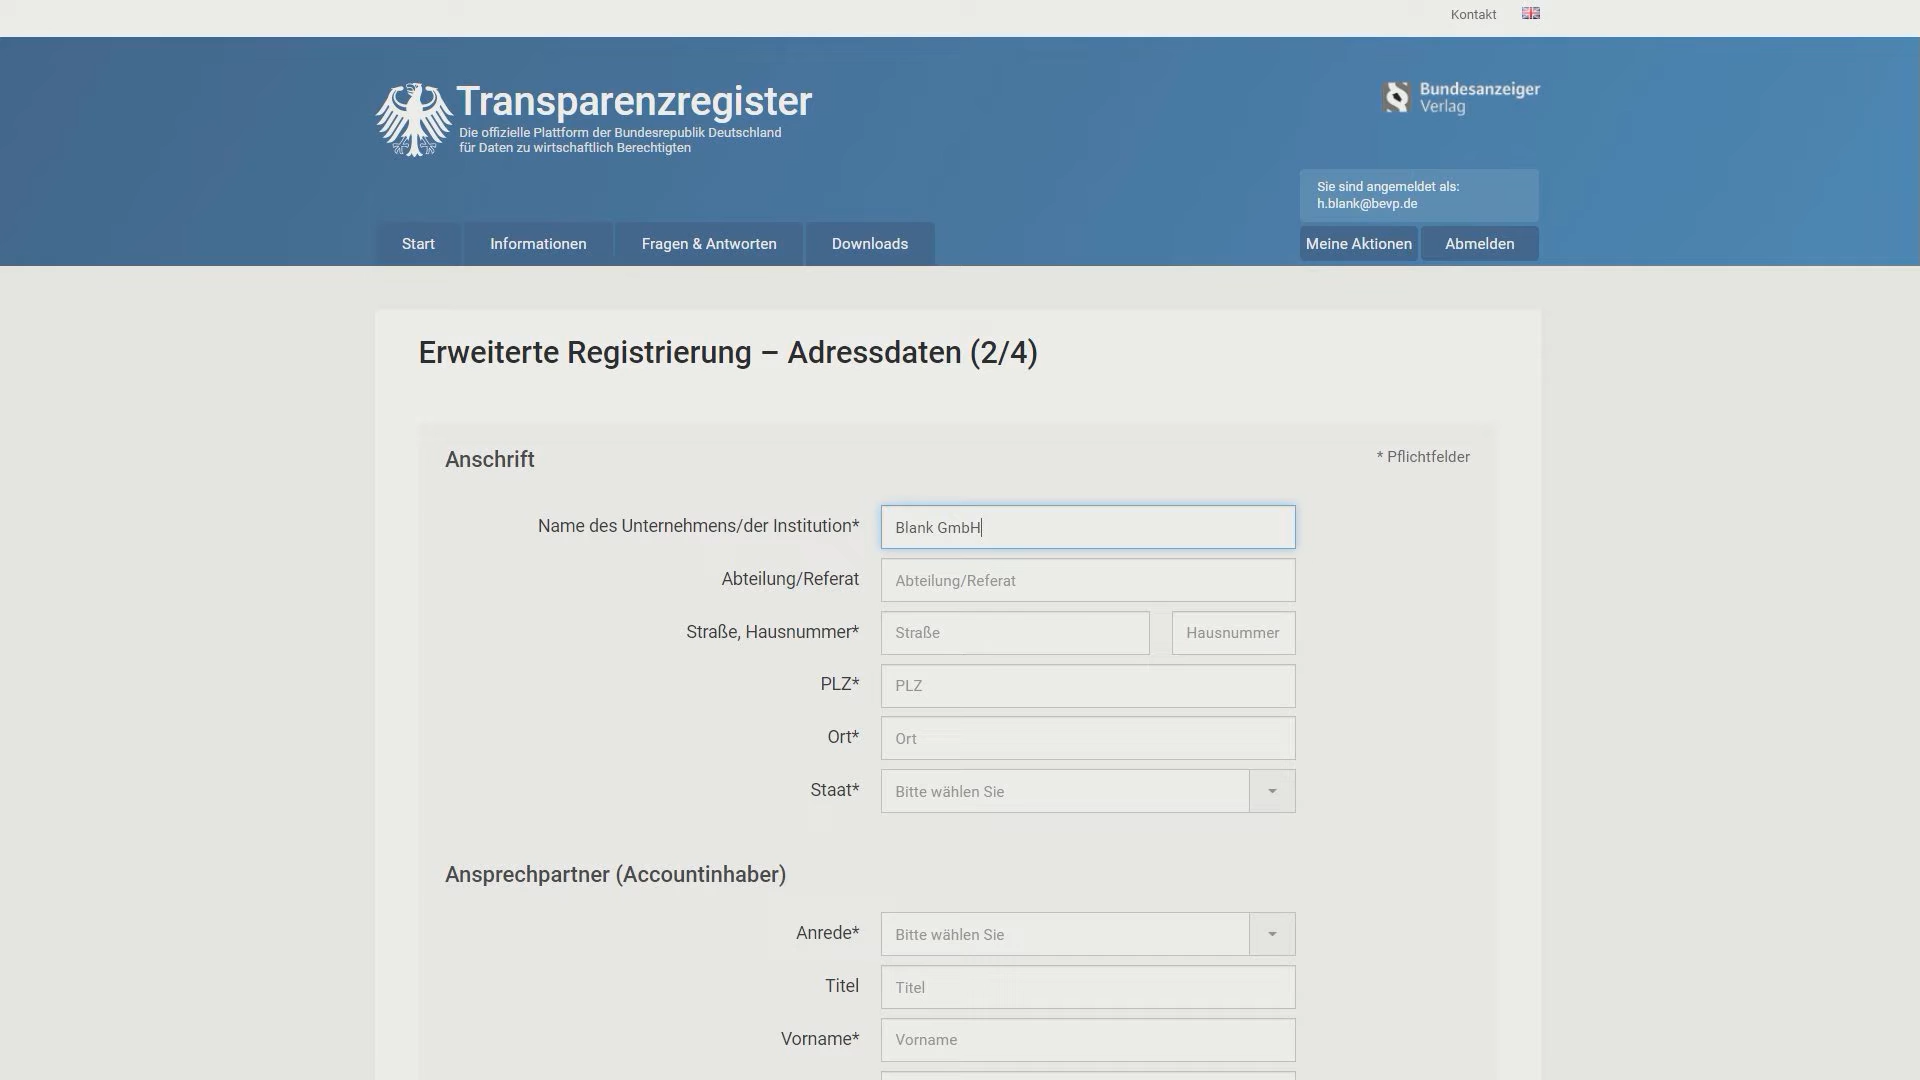 Kontakt
Transparenzregister
Die offizielle Plattform der Bundesrepublik Deutschland
für Daten zu wirtschaftlich Berechtigten
Bundesanzeiger
Verlag
Sie sind angemeldet als:
h.blank@bevp.de
Start Informationen Fragen & Antworten Downloads Meine Aktionen Abmelden
Erweiterte Registrierung – Adressdaten (2/4)
Anschrift * Pflichtfelder
Name des Unternehmens/der Institution* Blank GmbH
Abteilung/Referat Abteilung/Referat
Straße, Hausnummer* Straße Hausnummer
PLZ* PLZ
Ort* Ort
Staat* Bitte wählen Sie
Ansprechpartner (Accountinhaber)
Anrede* Bitte wählen Sie
Titel Titel
Vorname* Vorname